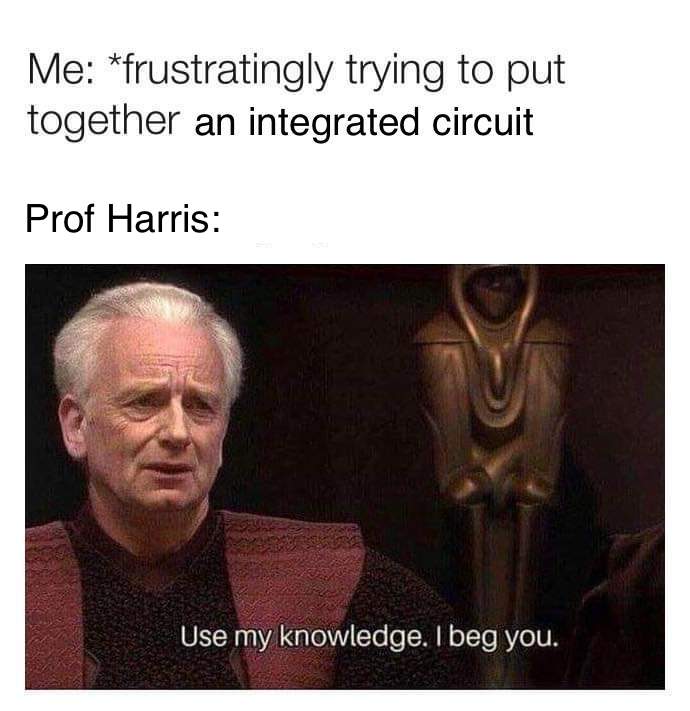 Me: *frustratingly trying to put
together an integrated circuit
Prof Harris:
Use my knowledge. I beg you.